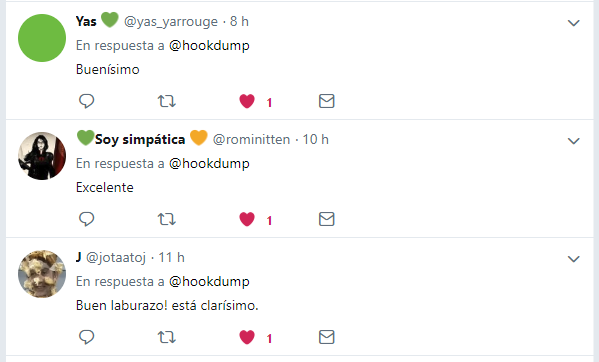 Yas 💚 @yas_yarrouge · 8 h
En respuesta a @hookdump
Buenísimo
1
💚Soy simpática 🧡 @rominitten · 10 h
En respuesta a @hookdump
Excelente
1
J @jotaatoj · 11 h
En respuesta a @hookdump
Buen laburazo! está clarísimo.
1